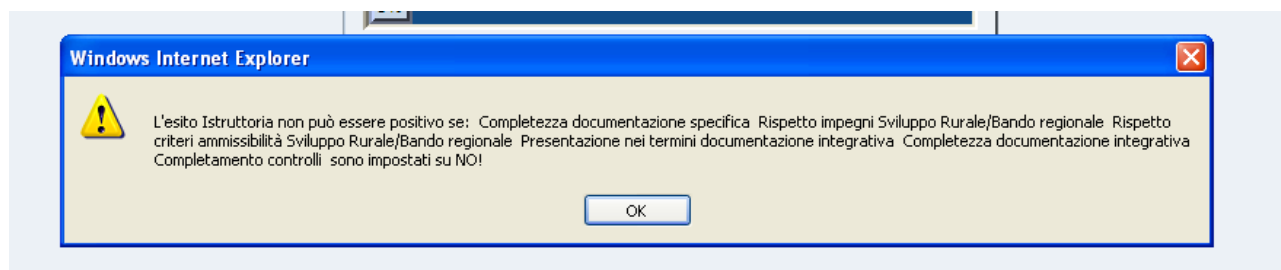 Windows Internet Explorer
L'esito Istruttoria non può essere positivo se:  Completezza documentazione specifica  Rispetto impegni Sviluppo Rurale/Bando regionale  Rispetto
criteri ammissibilità Sviluppo Rurale/Bando regionale  Presentazione nei termini documentazione integrativa  Completezza documentazione integrativa
Completamento controlli  sono impostati su NO!
OK